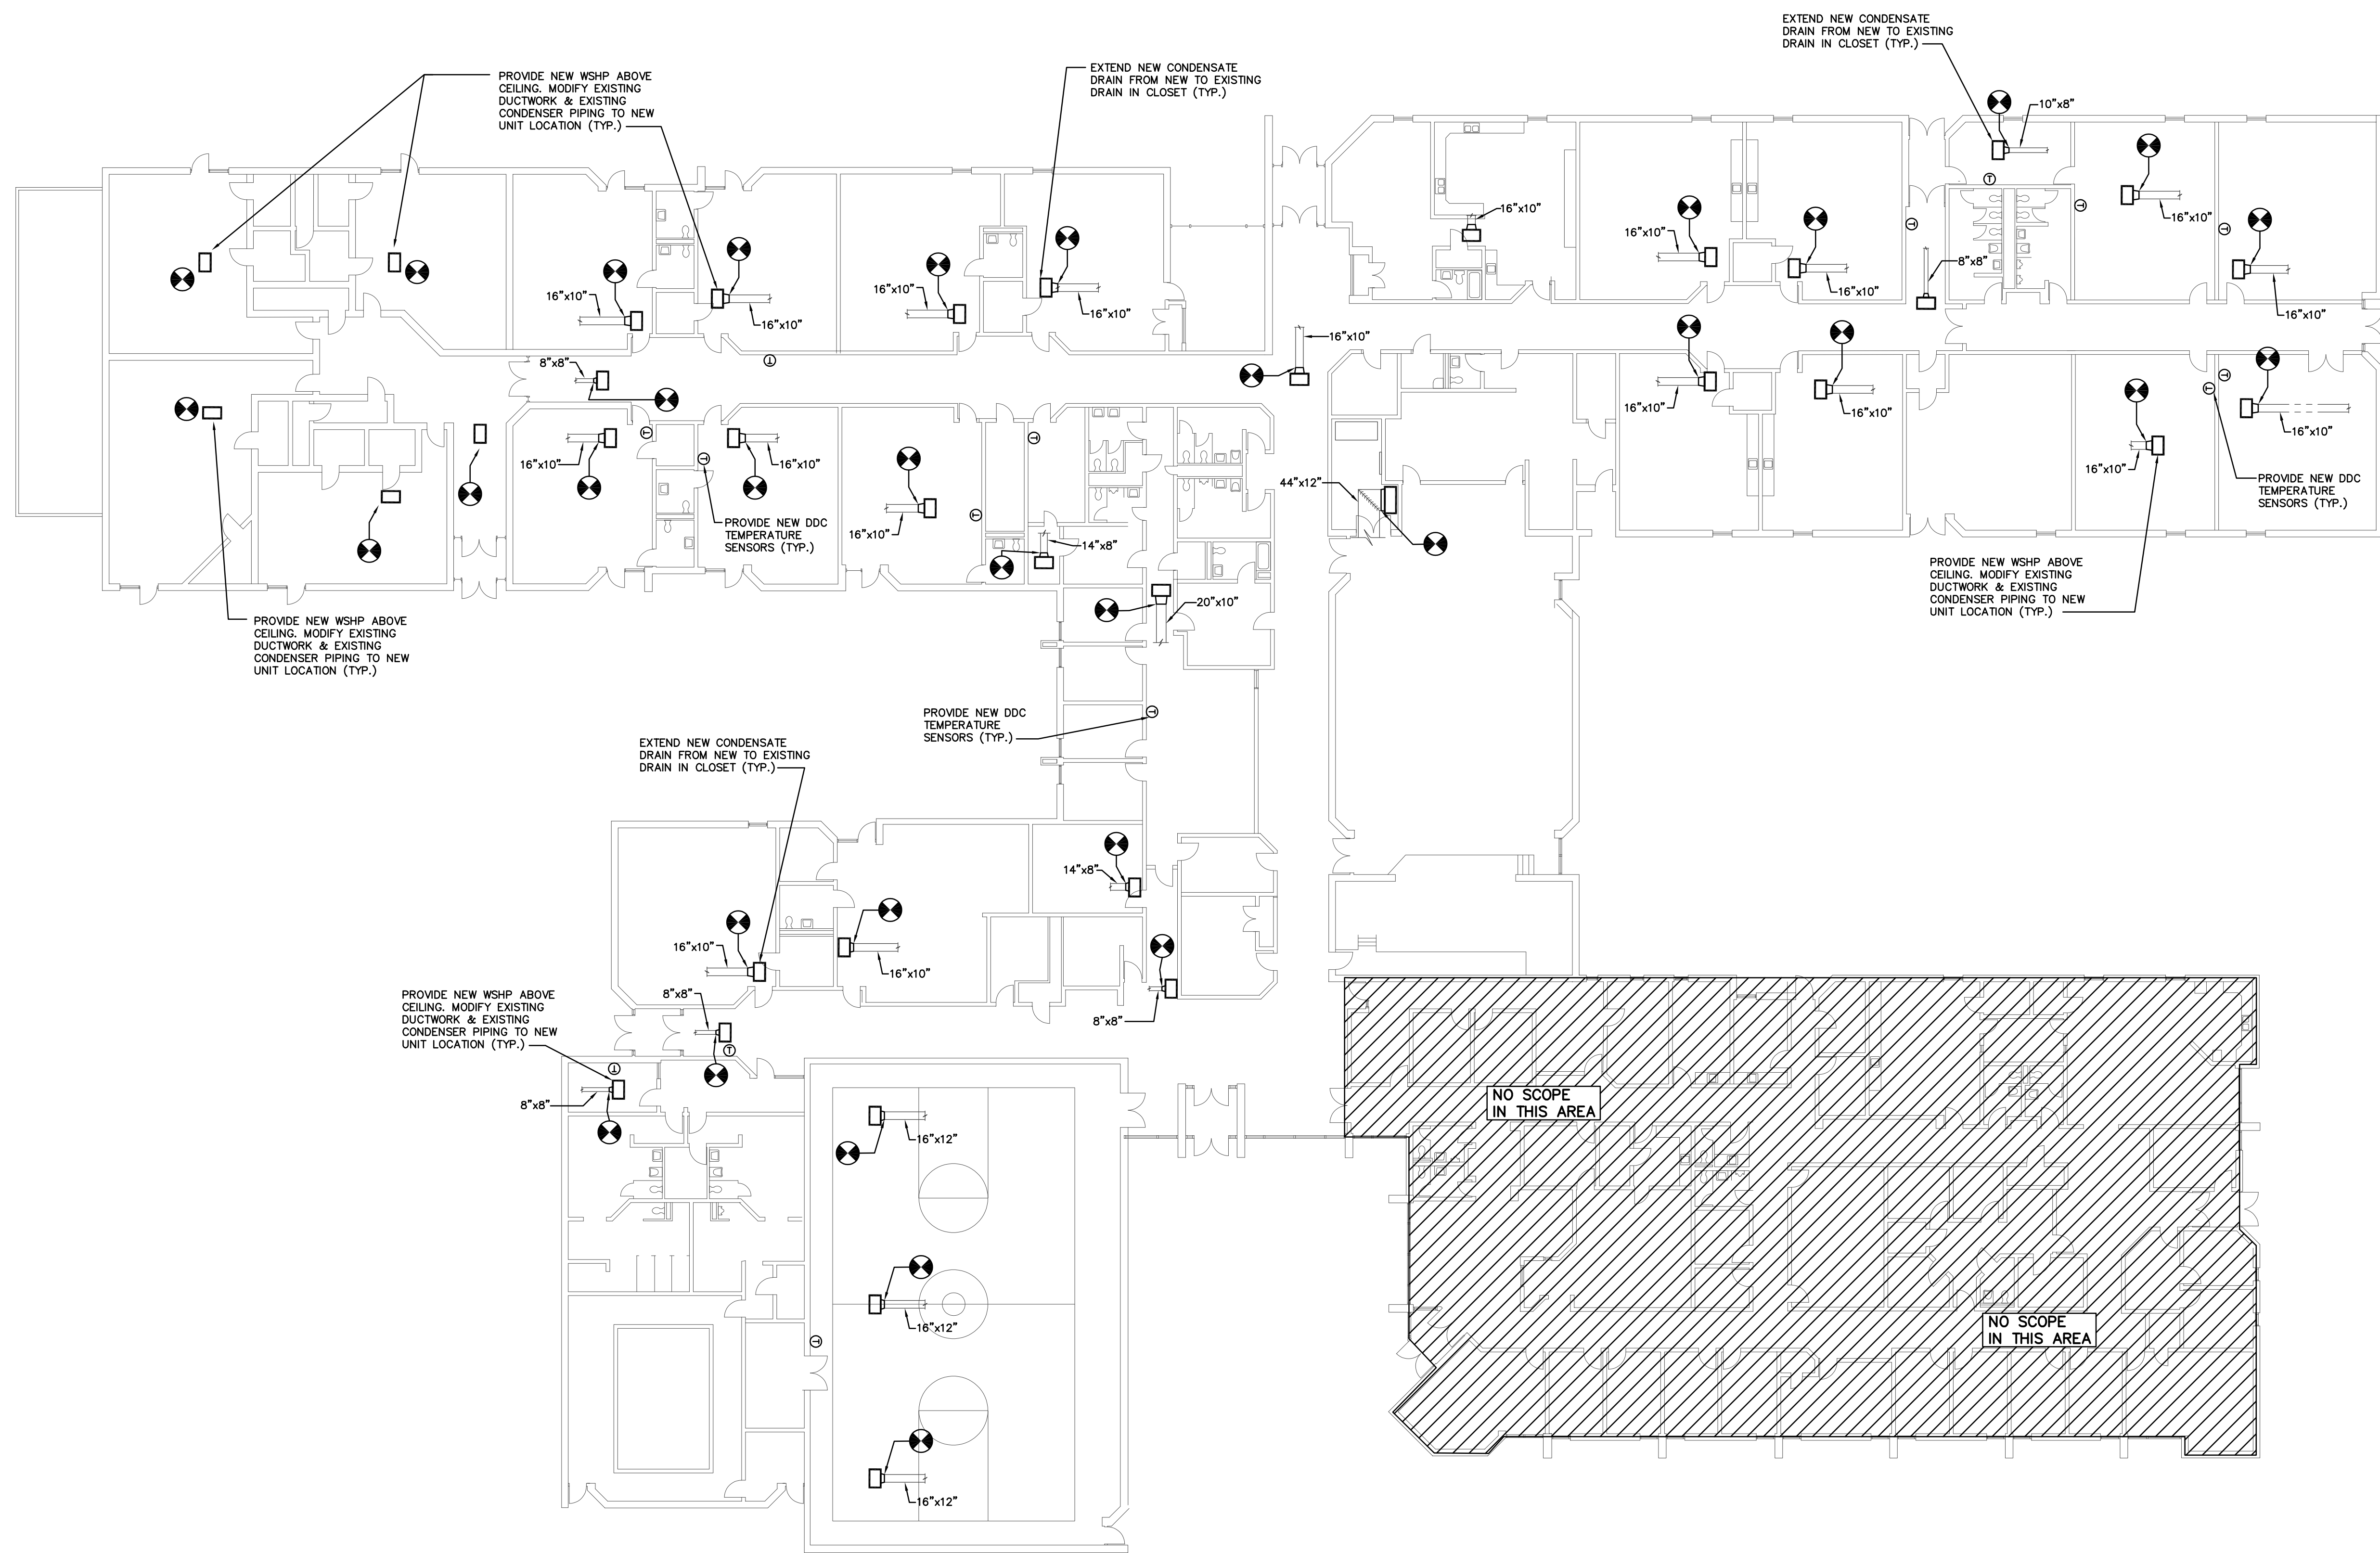 EXTEND NEW CONDENSATE
DRAIN FROM NEW TO EXISTING
DRAIN IN CLOSET (TYP.)
PROVIDE NEW WSHP ABOVE
CEILING. MODIFY EXISTING
DUCTWORK & EXISTING
CONDENSER PIPING TO NEW
UNIT LOCATION (TYP.)
EXTEND NEW CONDENSATE
DRAIN FROM NEW TO EXISTING
DRAIN IN CLOSET (TYP.)
10"x8"
T
16"x10"
T
16"x10"
T
T
16"x10"
8"x8"
16"x10"
16"x10"
16"x10"
16"x10"
16"x10"
16"x10"
16"x10"
16"x10"
T
8"x8"
T
T
T
16"x10"
16"x10"
16"x10"
T
T
T
16"x10"
16"x10"
16"x10"
PROVIDE NEW DDC
TEMPERATURE
SENSORS (TYP.)
44"x12"
T
PROVIDE NEW DDC
TEMPERATURE
SENSORS (TYP.)
16"x10"
14"x8"
PROVIDE NEW WSHP ABOVE
CEILING. MODIFY EXISTING
DUCTWORK & EXISTING
CONDENSER PIPING TO NEW
UNIT LOCATION (TYP.)
20"x10"
PROVIDE NEW WSHP ABOVE
CEILING. MODIFY EXISTING
DUCTWORK & EXISTING
CONDENSER PIPING TO NEW
UNIT LOCATION (TYP.)
T
PROVIDE NEW DDC
TEMPERATURE
SENSORS (TYP.)
EXTEND NEW CONDENSATE
DRAIN FROM NEW TO EXISTING
DRAIN IN CLOSET (TYP.)
14"x8"
16"x10"
16"x10"
8"x8"
8"x8"
PROVIDE NEW WSHP ABOVE
CEILING. MODIFY EXISTING
DUCTWORK & EXISTING
CONDENSER PIPING TO NEW
UNIT LOCATION (TYP.)
T
T
8"x8"
NO SCOPE
IN THIS AREA
16"x12"
16"x12"
T
NO SCOPE
IN THIS AREA
16"x12"